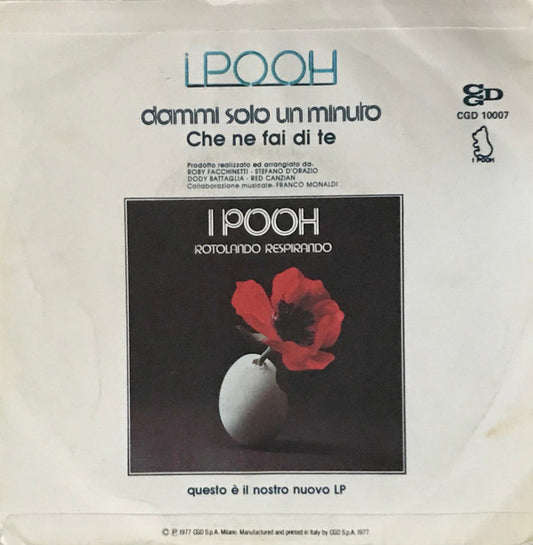 i POOH
dammi solo un minuto
Che ne fai di te
CGD
CGD 10007
I POOH
Prodotto realizzato ed arrangiato da:
ROBY FACCHINETTI - STEFANO D'ORAZIO
DODY BATTAGLIA - RED CANZIAN
Collaborazione musicale: FRANCO MONALDI
I POOH
ROTOLANDO RESPIRANDO
questo è il nostro nuovo LP
© ℗ 1977 CGD S.p.A. Milano. Manufactured and printed in Italy by CGD S.p.A. 1977.